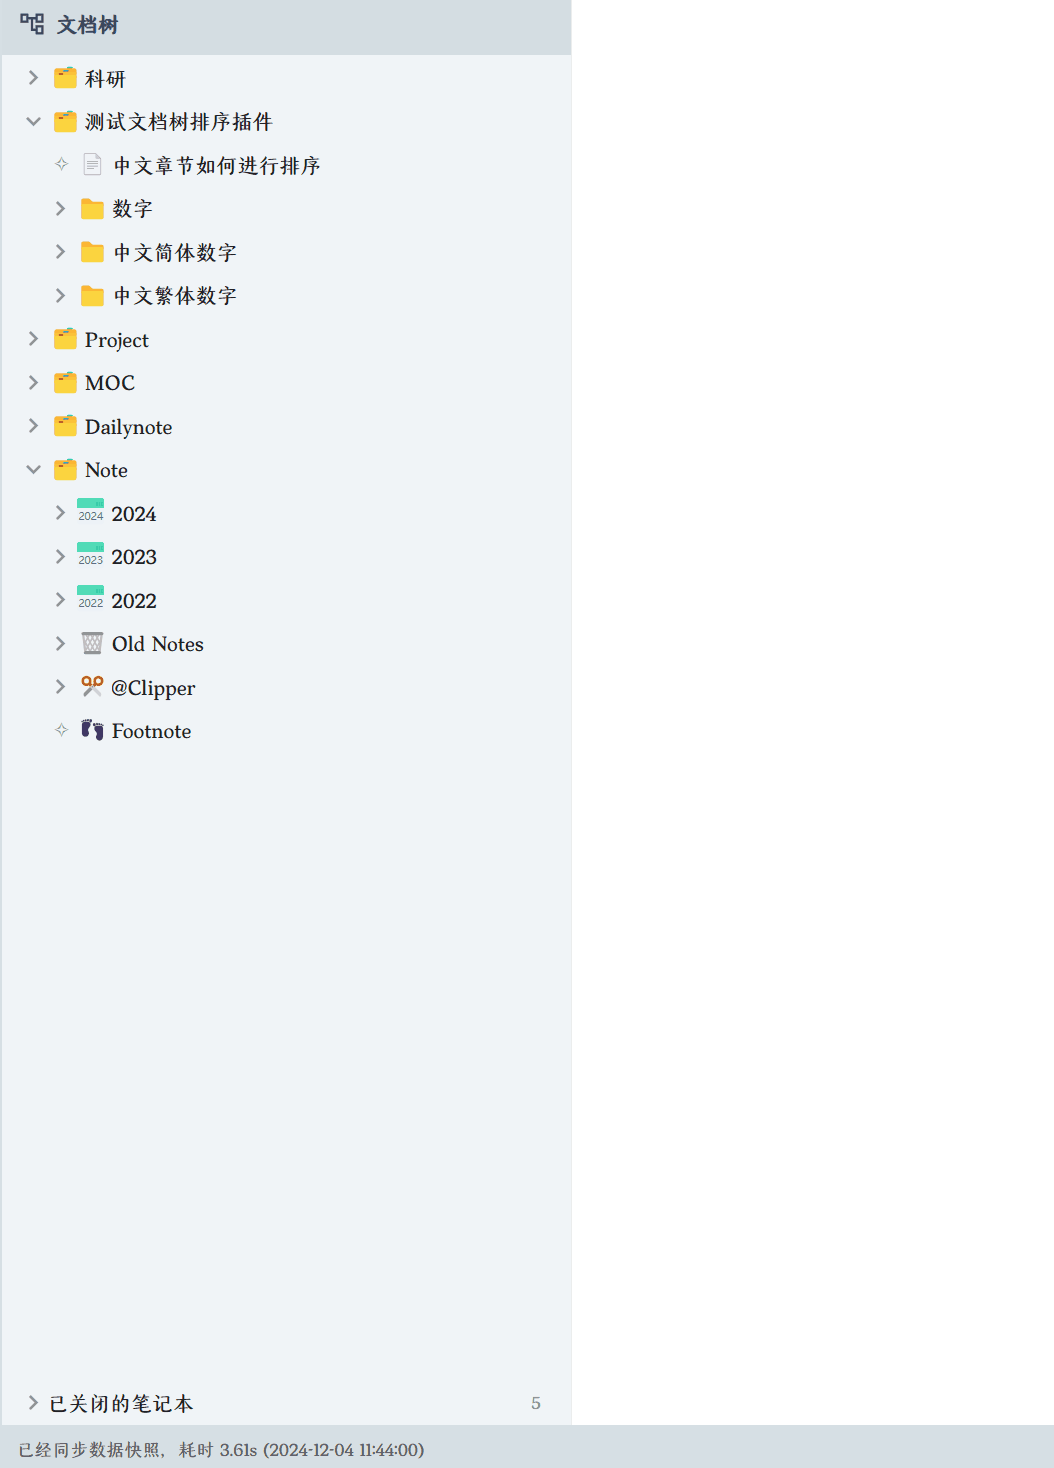 文档树
科研
测试文档树排序插件
中文章节如何进行排序
数字
中文简体数字
中文繁体数字
Project
MOC
Dailynote
Note
2024 2024
2023 2023
2022 2022
Old Notes
@Clipper
Footnote
已关闭的笔记本 5
已经同步数据快照，耗时 3.61s (2024-12-04 11:44:00)